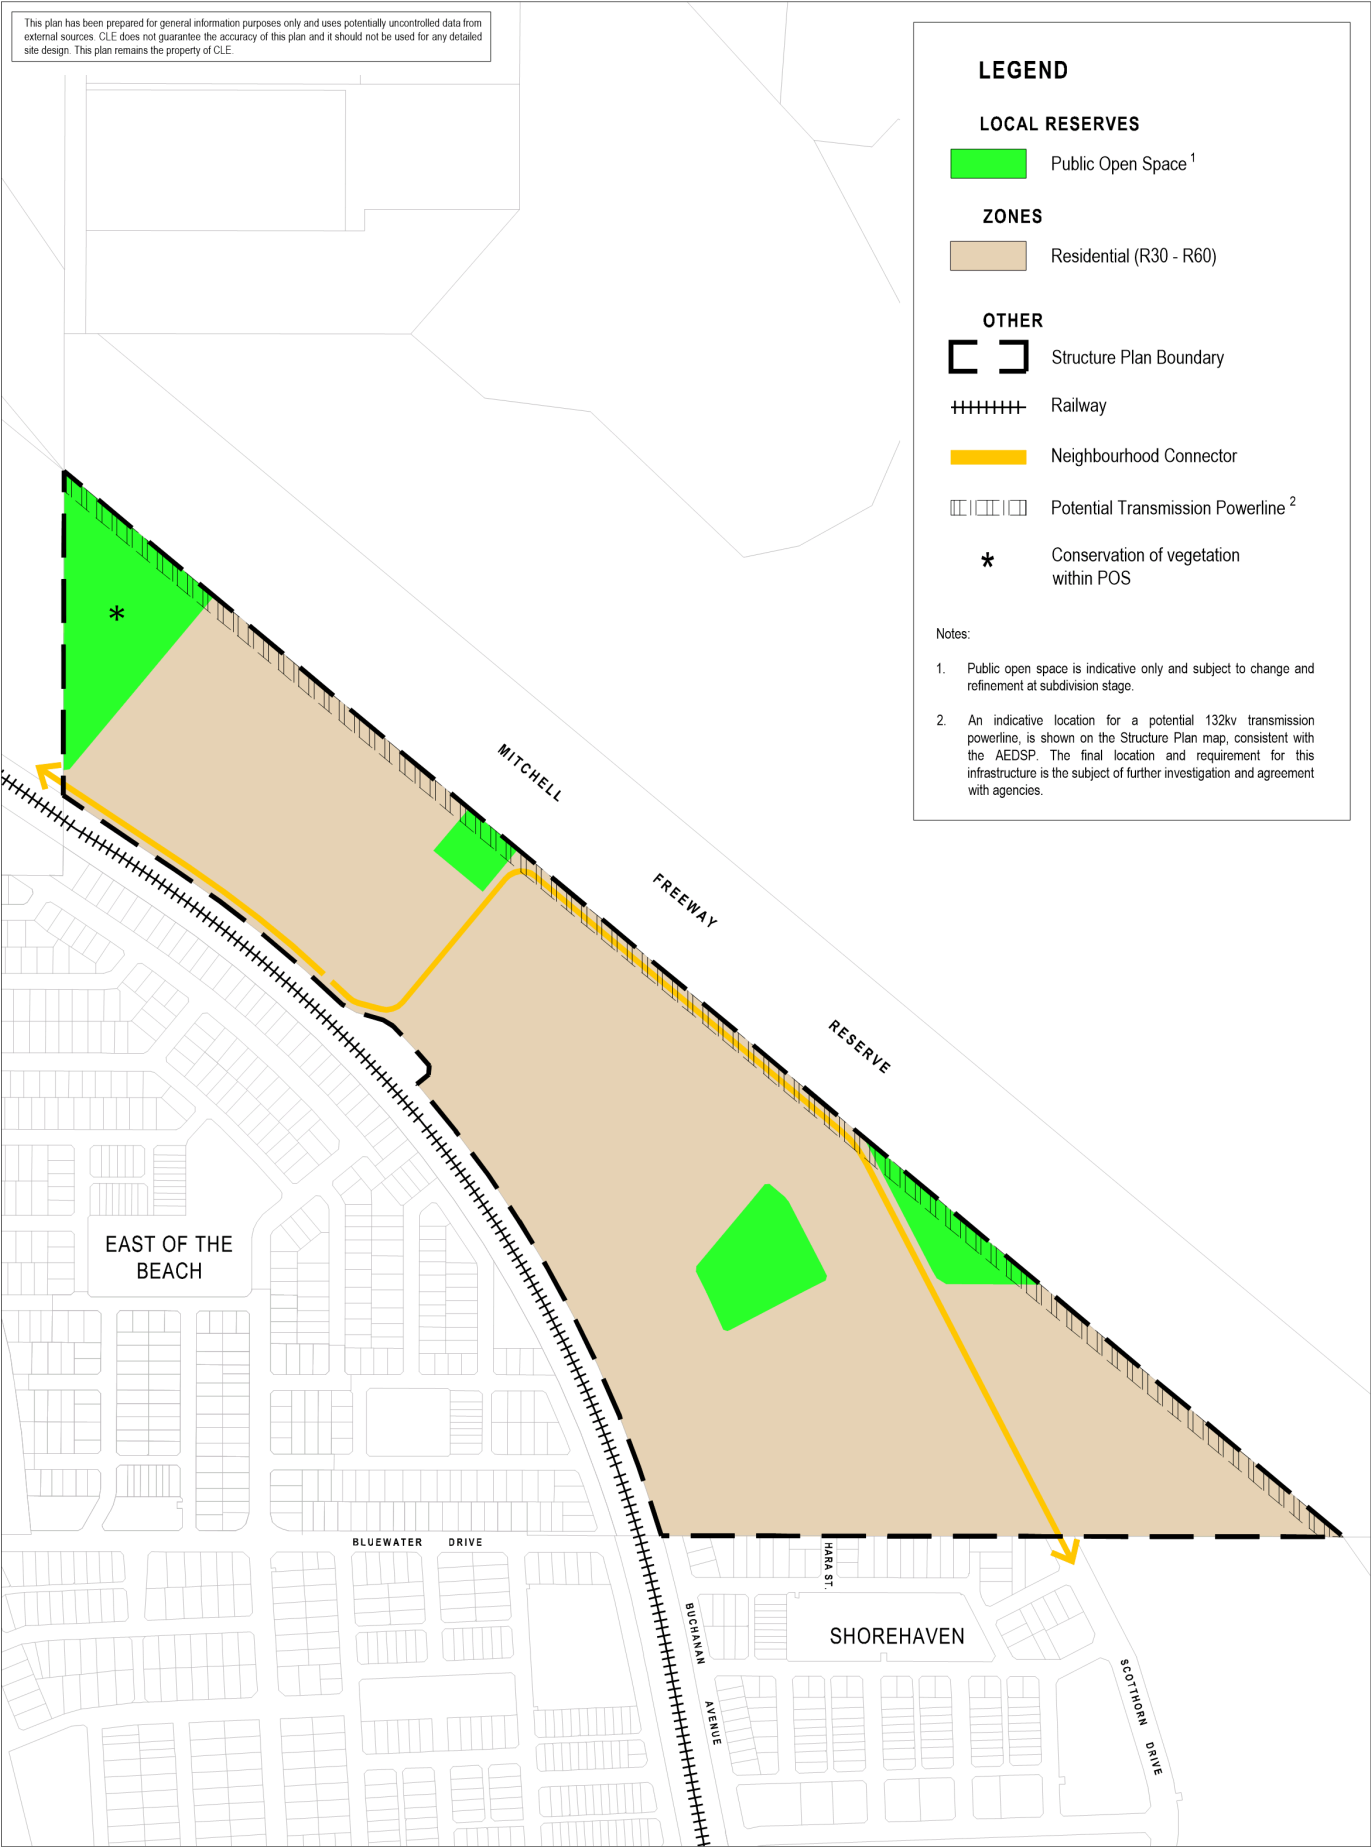 This plan has been prepared for general information purposes only and uses potentially uncontrolled data from
external sources. CLE does not guarantee the accuracy of this plan and it should not be used for any detailed
site design. This plan remains the property of CLE.
LEGEND
LOCAL RESERVES
Public Open Space 1
ZONES
Residential (R30 - R60)
OTHER
Structure Plan Boundary
Railway
Neighbourhood Connector
Potential Transmission Powerline 2
* Conservation of vegetation
within POS
Notes:
1. Public open space is indicative only and subject to change and
refinement at subdivision stage.
2. An indicative location for a potential 132kv transmission
powerline, is shown on the Structure Plan map, consistent with
the AEDSP. The final location and requirement for this
infrastructure is the subject of further investigation and agreement
with agencies.
*
MITCHELL
FREEWAY
RESERVE
EAST OF THE
BEACH
BLUEWATER DRIVE
HARA ST.
BUCHANAN AVENUE
SHOREHAVEN
SCOTTHORN DRIVE